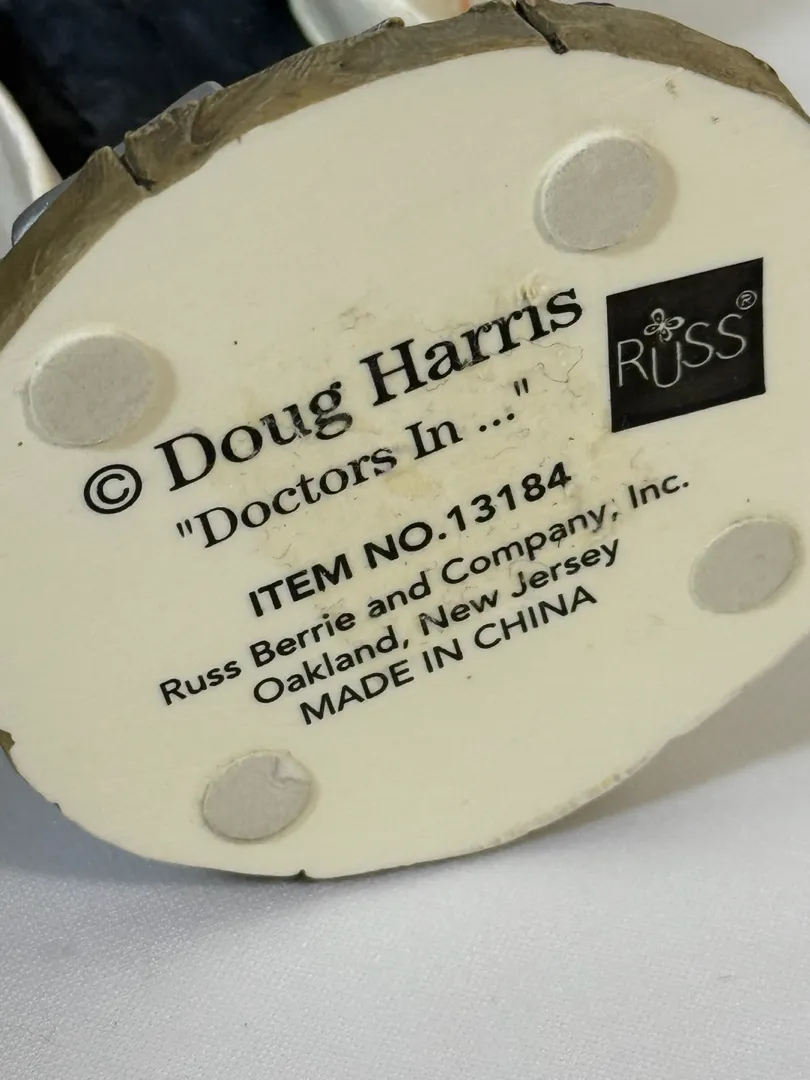 © Doug Harris
"Doctors In ..."
RUSS®
ITEM NO.13184
Russ Berrie and Company, Inc.
Oakland, New Jersey
MADE IN CHINA